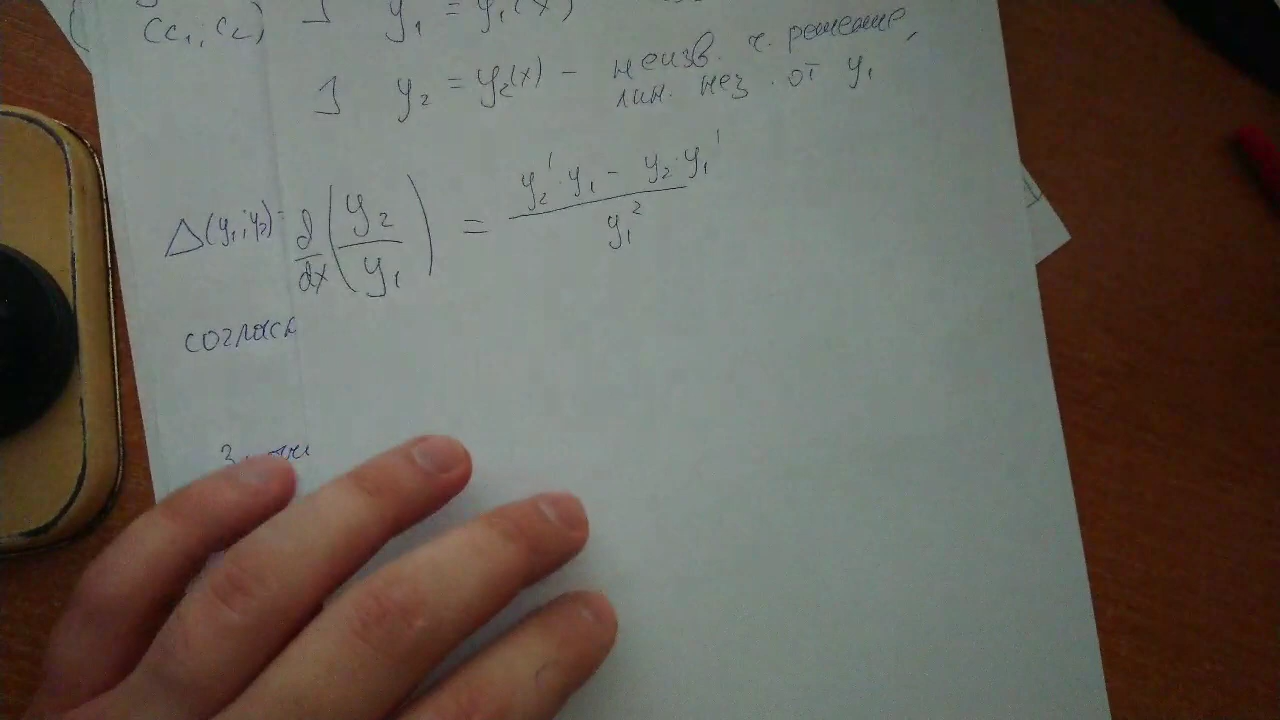 (C₁, C₂) ∃ y₁ = y₁(x)
∃ y₂ = y₂(x) – неизв. ч. решение,
лин. нез. от y₁
Δ(y₁; y₂) = d/dx (y₂/y₁) = (y₂'·y₁ – y₂·y₁')/y₁²
согласн